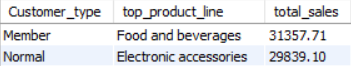 Customer_type top_product_line total_sales
Member Food and beverages 31357.71
Normal Electronic accessories 29839.10